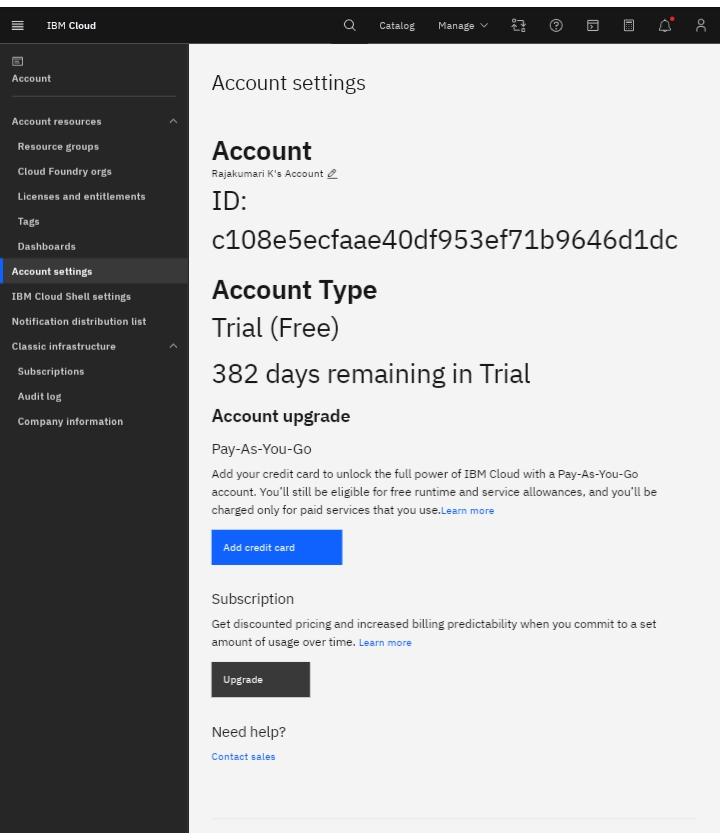 IBM Cloud
Catalog
Manage
Account
Account resources
Resource groups
Cloud Foundry orgs
Licenses and entitlements
Tags
Dashboards
Account settings
IBM Cloud Shell settings
Notification distribution list
Classic infrastructure
Subscriptions
Audit log
Company information
Account settings
Account
Rajakumari K's Account
ID:
c108e5ecfaae40df953ef71b9646d1dc
Account Type
Trial (Free)
382 days remaining in Trial
Account upgrade
Pay-As-You-Go
Add your credit card to unlock the full power of IBM Cloud with a Pay-As-You-Go
account. You'll still be eligible for free runtime and service allowances, and you'll be
charged only for paid services that you use.Learn more
Add credit card
Subscription
Get discounted pricing and increased billing predictability when you commit to a set
amount of usage over time. Learn more
Upgrade
Need help?
Contact sales